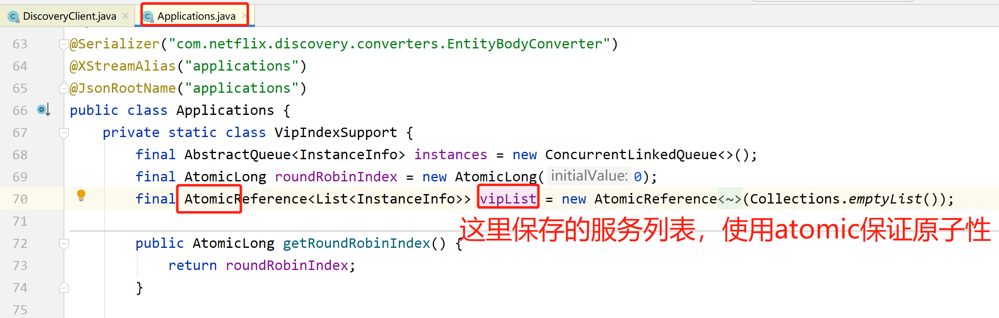 DiscoveryClient.java Applications.java
63 @Serializer("com.netflix.discovery.converters.EntityBodyConverter")
64 @XStreamAlias("applications")
65 @JsonRootName("applications")
66 public class Applications {
67 private static class VipIndexSupport {
68 final AbstractQueue<InstanceInfo> instances = new ConcurrentLinkedQueue<>();
69 final AtomicLong roundRobinIndex = new AtomicLong( initialValue: 0);
70 final AtomicReference<List<InstanceInfo>> vipList = new AtomicReference<~>(Collections.emptyList());
71 这里保存的服务列表，使用atomic保证原子性
72 public AtomicLong getRoundRobinIndex() {
73 return roundRobinIndex;
74 }
75